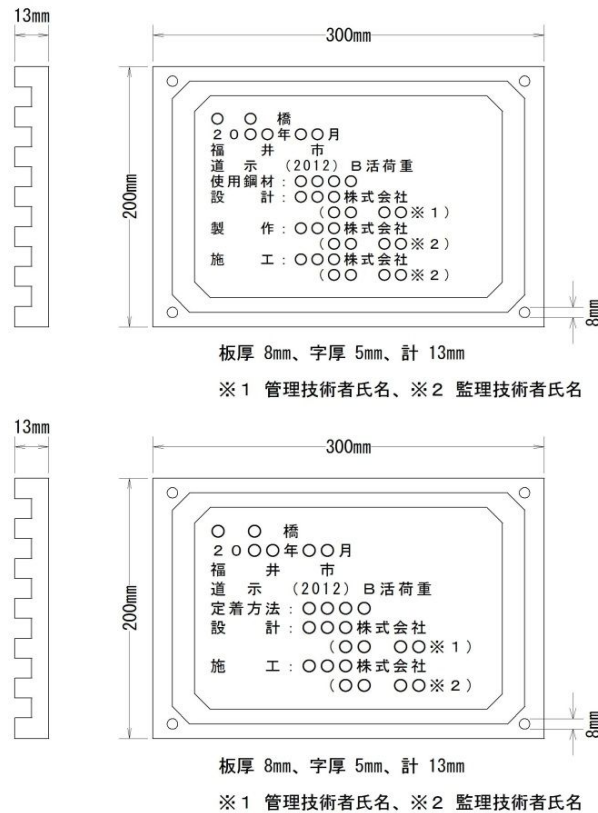 13mm
300mm
200mm
○ ○ 橋
20○○年○○月
福 井 市
道 示 (2012) B活荷重
使用鋼材:○○○○
設 計:○○○株式会社
(○○ ○○※1)
製 作:○○○株式会社
(○○ ○○※2)
施 工:○○○株式会社
(○○ ○○※2)
8mm
板厚 8mm、字厚 5mm、計 13mm
※1 管理技術者氏名、※2 監理技術者氏名
13mm
300mm
200mm
○ ○ 橋
20○○年○○月
福 井 市
道 示 (2012) B活荷重
定着方法:○○○○
設 計:○○○株式会社
(○○ ○○※1)
施 工:○○○株式会社
(○○ ○○※2)
8mm
板厚 8mm、字厚 5mm、計 13mm
※1 管理技術者氏名、※2 監理技術者氏名